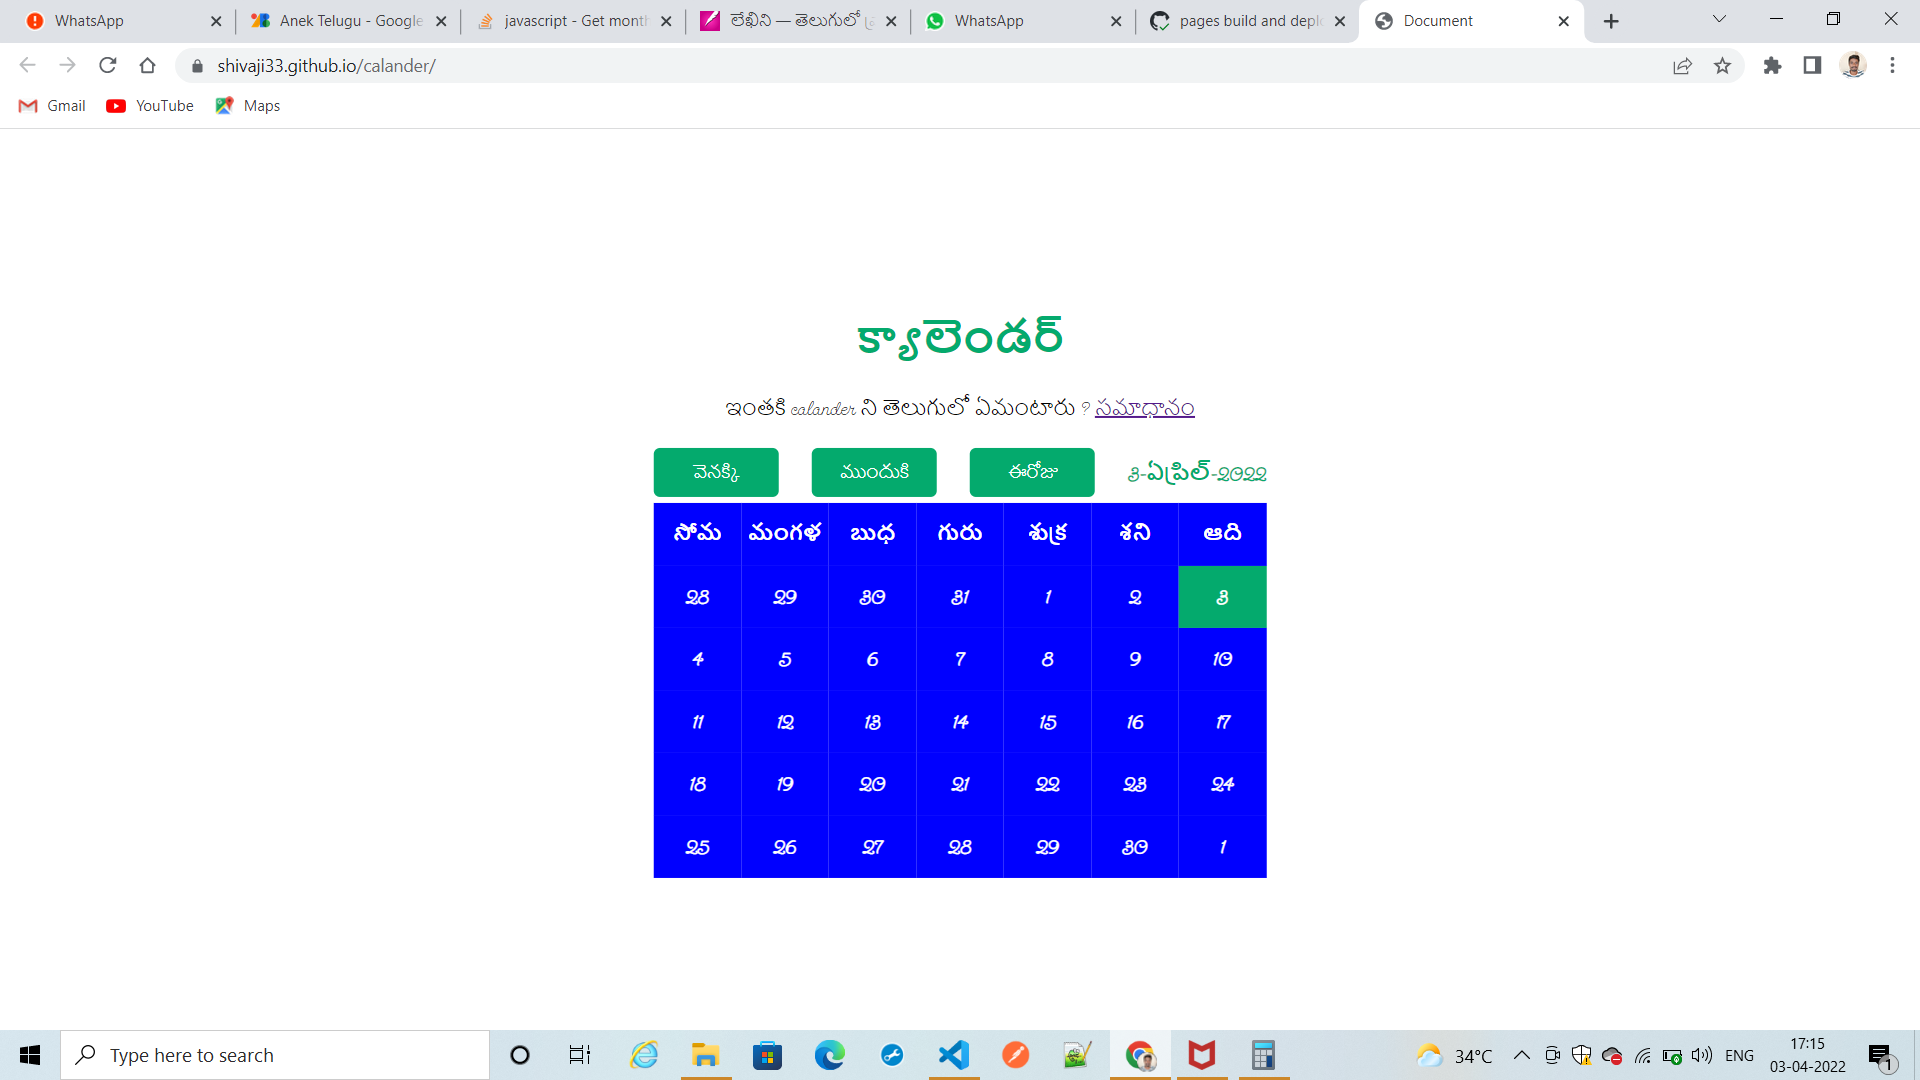 WhatsApp
Anek Telugu - Google
javascript - Get month
లేఖిని — తెలుగులో
WhatsApp
pages build and deplo
Document
shivaji33.github.io/calander/
Gmail
YouTube
Maps
క్యాలెండర్
ఇంతకి calander ని తెలుగులో ఏమంటారు ? సమాధానం
వెనక్కి ముందుకి ఈరోజు 3-ఏప్రిల్-2022
సోమ మంగళ బుధ గురు శుక్ర శని ఆది
28 29 30 31 1 2 3
4 5 6 7 8 9 10
11 12 13 14 15 16 17
18 19 20 21 22 23 24
25 26 27 28 29 30 1
Type here to search
34°C
ENG
17:15
03-04-2022
1